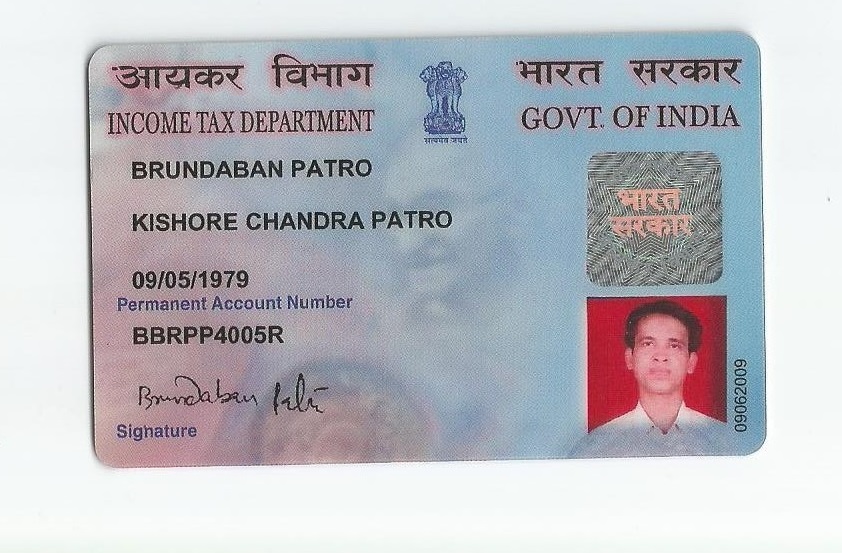 आयकर विभाग
भारत सरकार
INCOME TAX DEPARTMENT
GOVT. OF INDIA
सत्यमेव जयते
BRUNDABAN PATRO
KISHORE CHANDRA PATRO
भारत
सरकार
09/05/1979
Permanent Account Number
BBRPP4005R
Brundaban Patro
Signature
09062009